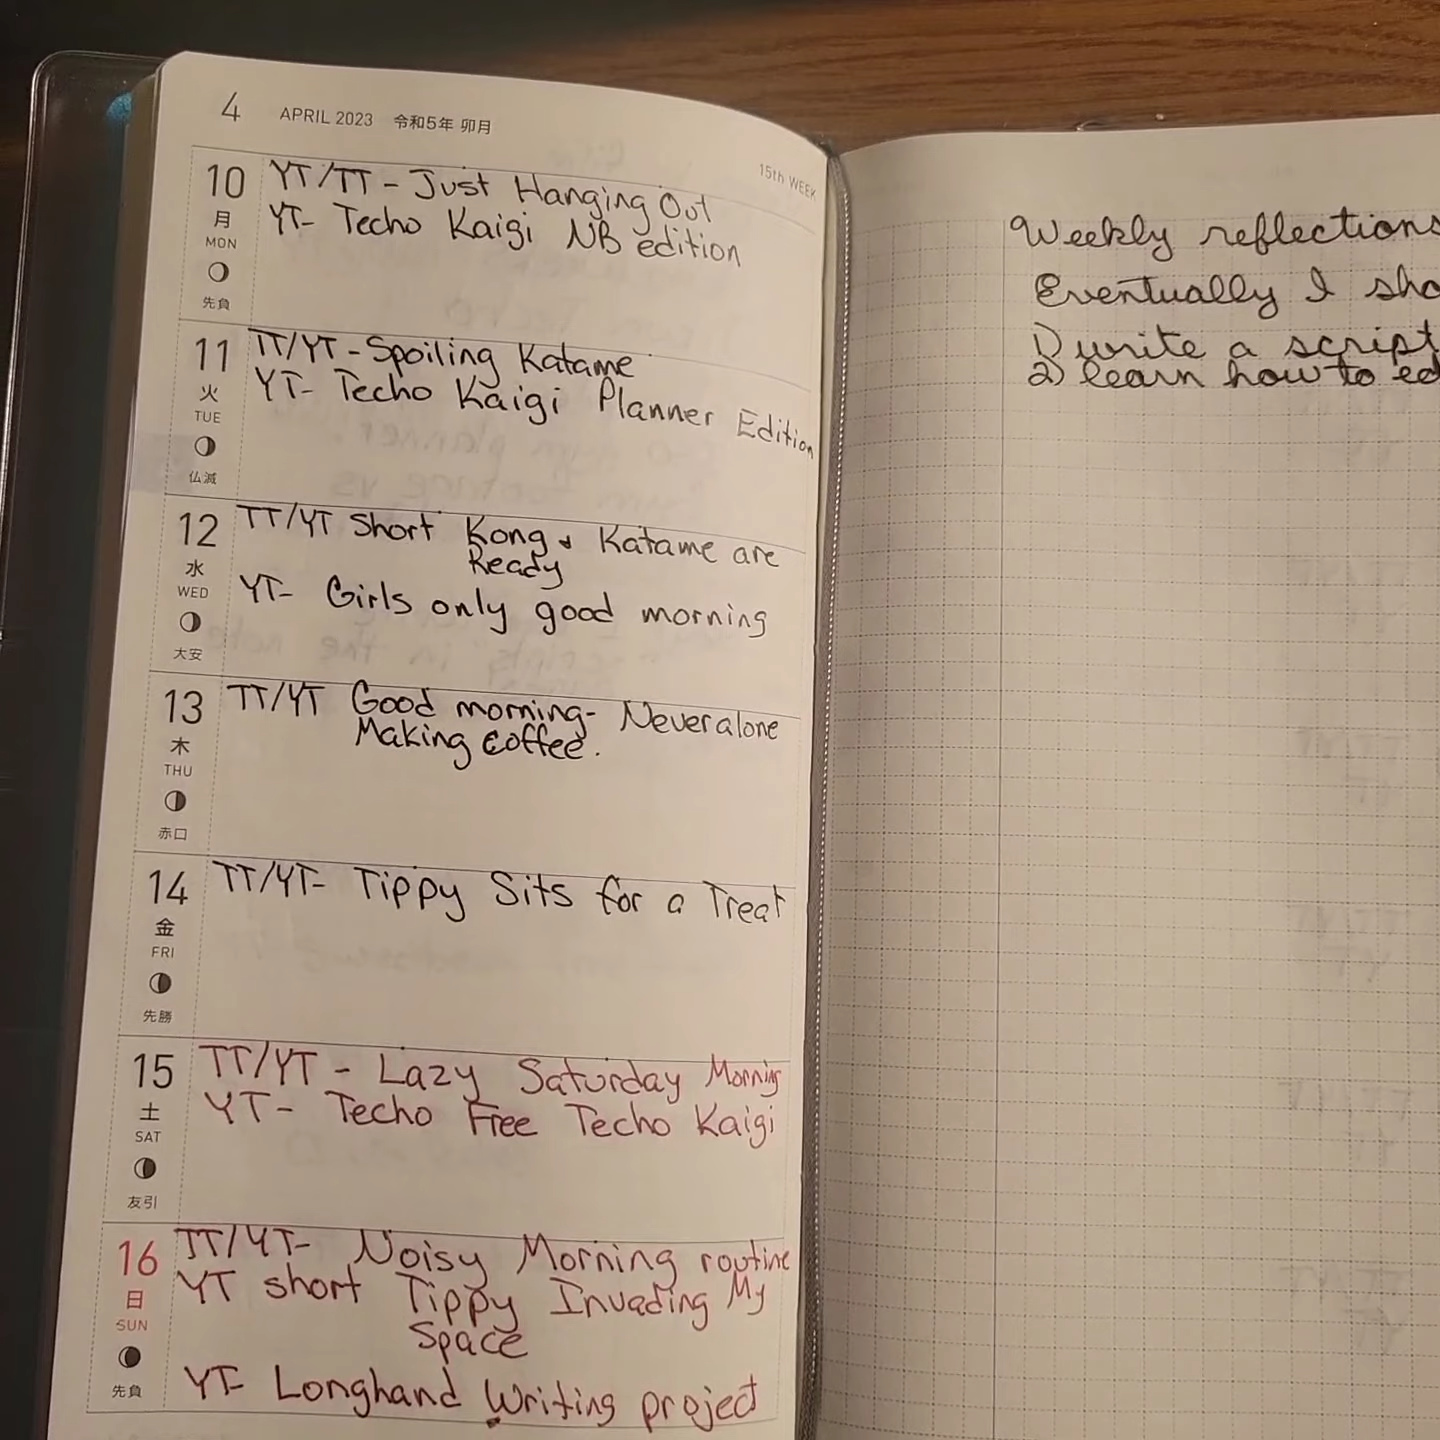 4 APRIL 2023 令和5年 卯月
15th WEEK
10 月 MON 先負
YT/TT - Just Hanging Out
YT- Techo Kaigi NB edition
11 火 TUE 仏滅
TT/YT - Spoiling Katame
YT- Techo Kaigi Planner Edition
12 水 WED 大安
TT/YT Short Kong & Katame are
Ready
YT- Girls only good morning
13 木 THU 赤口
TT/YT Good morning- Never alone
Making coffee.
14 金 FRI 先勝
TT/YT- Tippy Sits for a Treat
15 土 SAT 友引
TT/YT - Lazy Saturday Morning
YT- Techo Free Techo Kaigi
16 日 SUN 先負
TT/YT- Noisy Morning routine
YT short Tippy Invading My
Space
YT- Longhand Writing project
Weekly reflections
Eventually I sho
1) write a script
2) learn how to ed